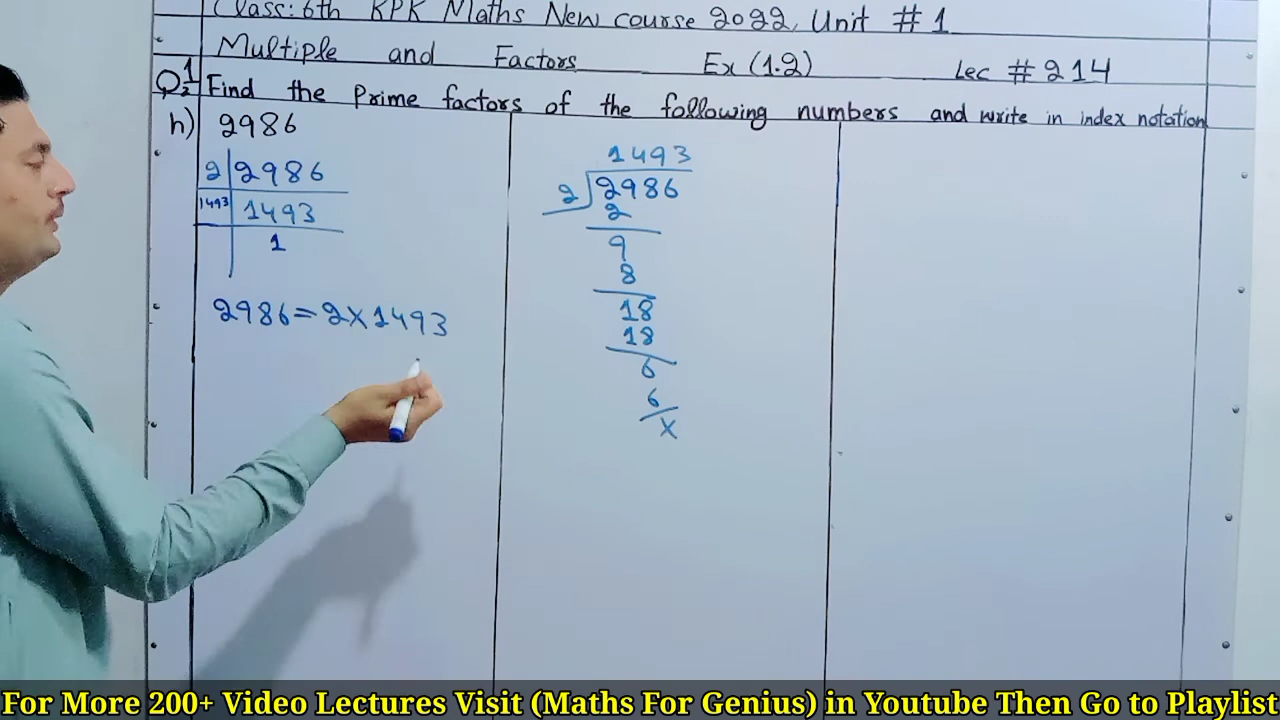 Class: 6th KPK Maths New course 2022, Unit # 1
Multiple and Factors Ex (1.2) Lec # 214
Q 1/2 Find the Prime factors of the following numbers and write in index notation
h) 2986
2 | 2986
1493 | 1493
1
2986 = 2 X 1493
1493
2 2986
2
9
8
18
18
6
6
X
For More 200+ Video Lectures Visit (Maths For Genius) in Youtube Then Go to Playlist